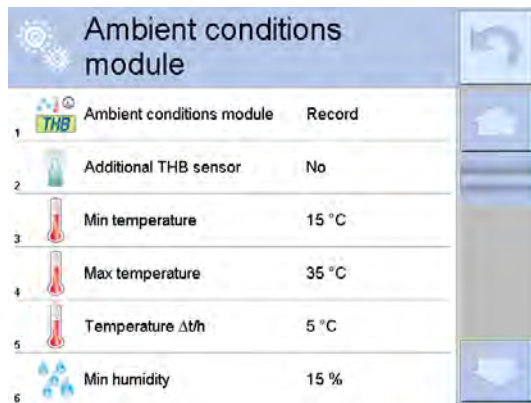 Ambient conditions
module
1 THB Ambient conditions module Record
2 Additional THB sensor No
3 Min temperature 15 °C
4 Max temperature 35 °C
5 Temperature Δt/h 5 °C
6 Min humidity 15 %